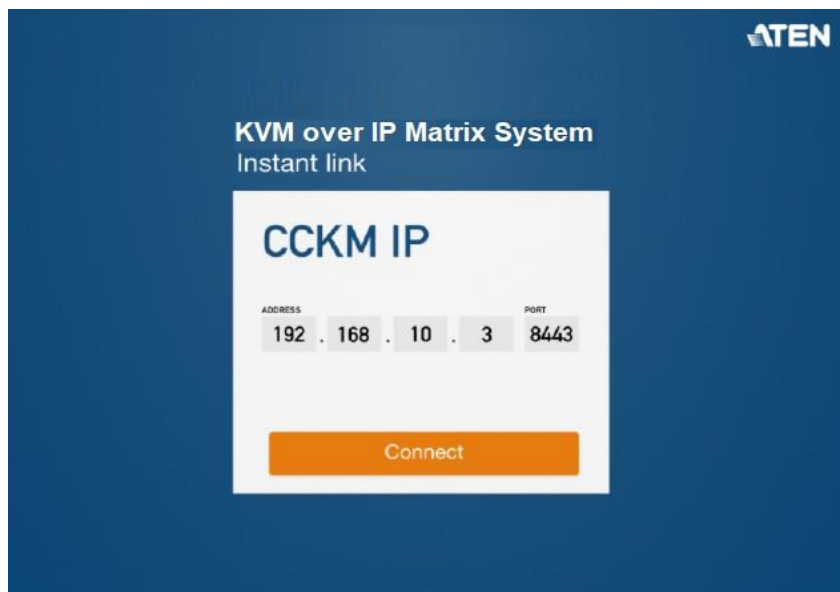 ATEN
KVM over IP Matrix System
Instant link
CCKM IP
ADDRESS PORT
192 . 168 . 10 . 3 8443
Connect